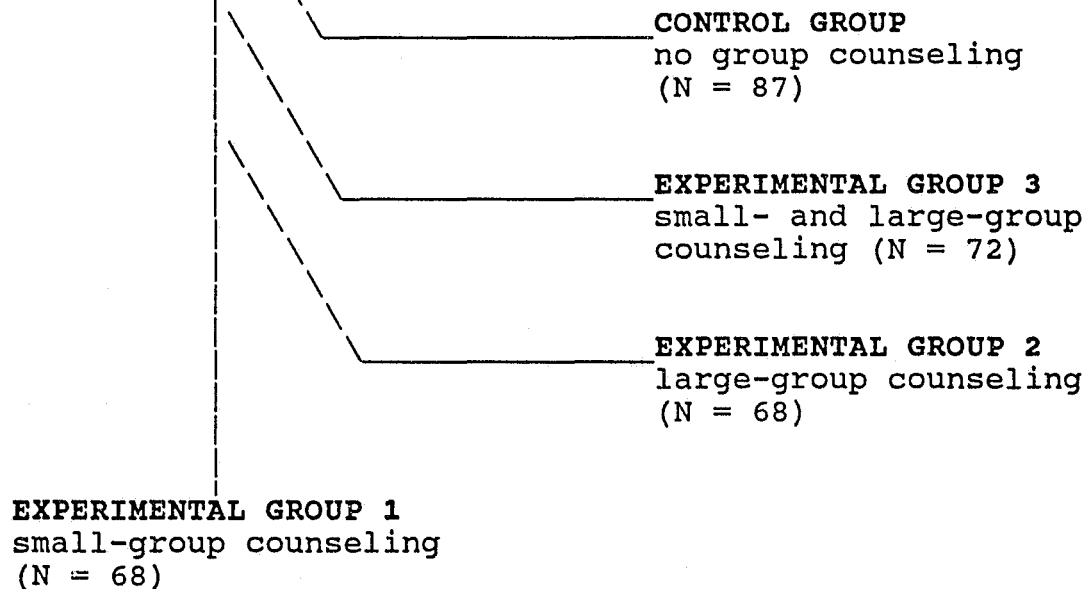 CONTROL GROUP
no group counseling
(N = 87)
EXPERIMENTAL GROUP 3
small- and large-group
counseling (N = 72)
EXPERIMENTAL GROUP 2
large-group counseling
(N = 68)
EXPERIMENTAL GROUP 1
small-group counseling
(N = 68)